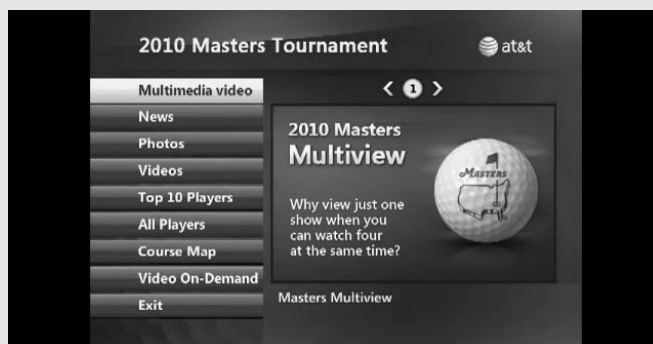 2010 Masters Tournament
at&t
Multimedia video
News
Photos
Videos
Top 10 Players
All Players
Course Map
Video On-Demand
Exit
< 1 >
2010 Masters
Multiview
Why view just one
show when you
can watch four
at the same time?
MASTERS
Masters Multiview